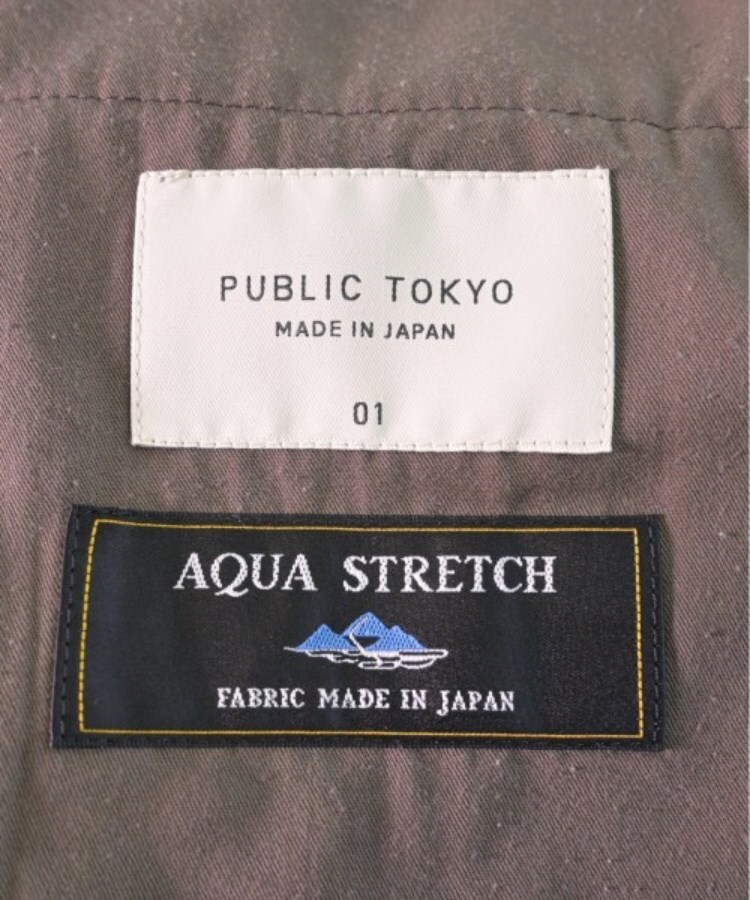 PUBLIC TOKYO
MADE IN JAPAN
01
AQUA STRETCH
FABRIC MADE IN JAPAN